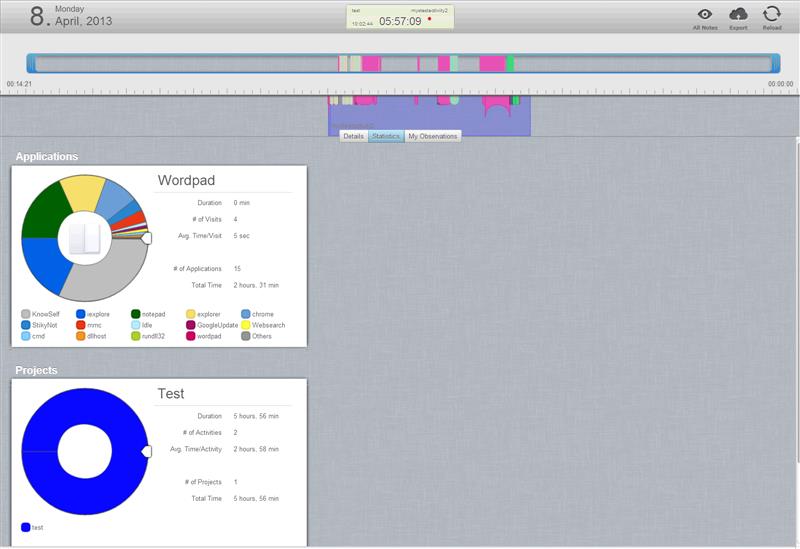 8. Monday
April, 2013
test mytestactivity2
10:02:44 05:57:09
All Notes Export Reload
00:14:21 00:00:00
Details Statistics My Obsenations
Applications
Wordpad
Duration 0 min
# of Visits 4
Avg. Time/Visit 5 sec
# of Applications 15
Total Time 2 hours, 31 min
KnowSelf iexplore notepad explorer chrome
StikyNot mmc Idle GoogleUpdate Websearch
cmd dllhost rundll32 wordpad Others
Projects
Test
Duration 5 hours, 56 min
# of Activities 2
Avg. Time/Activity 2 hours, 58 min
# of Projects 1
Total Time 5 hours, 56 min
test